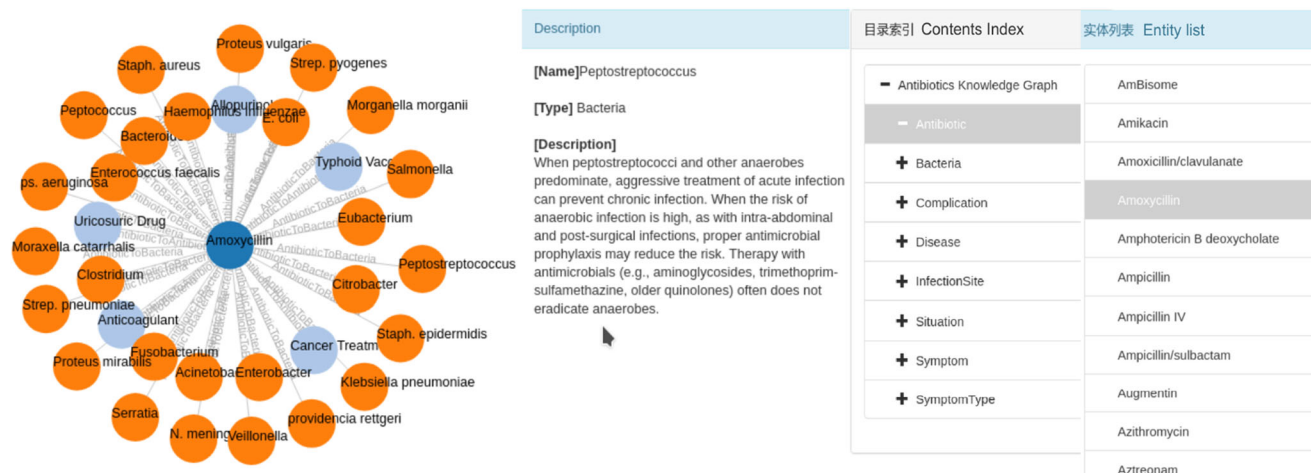 Proteus vulgaris
Staph. aureus
Strep. pyogenes
Peptococcus
Haemophilus influenzae
Allopurinol
E. coli
Morganella morganii
Bacteroid
Typhoid Vacc
Salmonella
Enterococcus faecalis
ps. aeruginosa
Uricosuric Drug
Eubacterium
Amoxycillin
Moraxella catarrhalis
AntibioticToBacteria
Peptostreptococcus
Clostridium
Citrobacter
Strep. pneumoniae
Anticoagulant
Staph. epidermidis
Cancer Treatm
Fusobacterium
Proteus mirabilis
Acinetoba
Enterobacter
Klebsiella pneumoniae
Serratia
providencia rettgeri
N. mening
Veillonella
Description
[Name]Peptostreptococcus
[Type] Bacteria
[Description]
When peptostreptococci and other anaerobes
predominate, aggressive treatment of acute infection
can prevent chronic infection. When the risk of
anaerobic infection is high, as with intra-abdominal
and post-surgical infections, proper antimicrobial
prophylaxis may reduce the risk. Therapy with
antimicrobials (e.g., aminoglycosides, trimethoprim-
sulfamethazine, older quinolones) often does not
eradicate anaerobes.
目录索引 Contents Index
Antibiotics Knowledge Graph
Antibiotic
Bacteria
Complication
Disease
InfectionSite
Situation
Symptom
SymptomType
实体列表 Entity list
AmBisome
Amikacin
Amoxicillin/clavulanate
Amoxycillin
Amphotericin B deoxycholate
Ampicillin
Ampicillin IV
Ampicillin/sulbactam
Augmentin
Azithromycin
Aztreonam